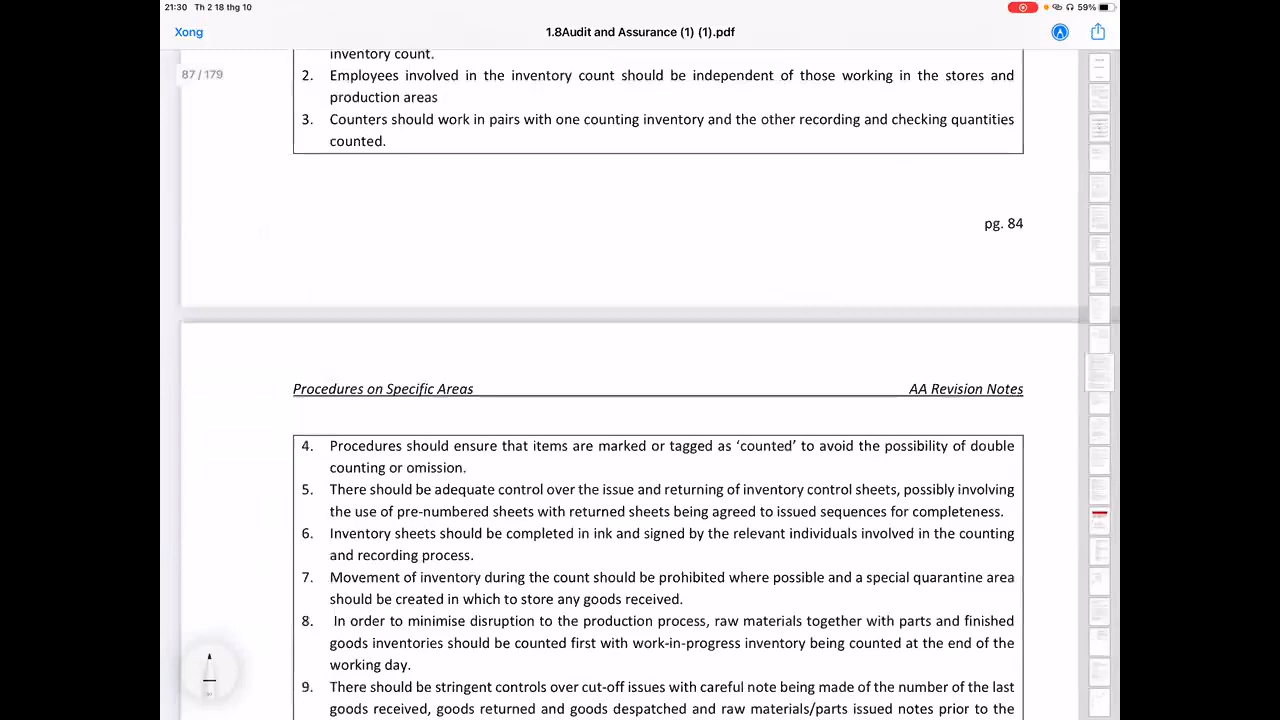 21:30 Th 2 18 thg 10
59%
Xong
1.8Audit and Assurance (1) (1).pdf
87 / 179
inventory count.
2. Employees involved in the inventory count should be independent of those working in the stores and
production areas
3. Counters should work in pairs with one counting inventory and the other recording and checking quantities
counted.
pg. 84
Procedures on Specific Areas
AA Revision Notes
4. Procedures should ensure that items are marked or tagged as ‘counted’ to avoid the possibility of double
counting or omission.
5. There should be adequate control over the issue and returning of inventory control sheets, possibly involving
the use of pre-numbered sheets with returned sheets being agreed to issued sequences for completeness.
6. Inventory sheets should be completed in ink and signed by the relevant individuals involved in the counting
and recording process.
7. Movement of inventory during the count should be prohibited where possible and a special quarantine area
should be created in which to store any goods received.
8. In order to minimise disruption to the production process, raw materials together with parts and finished
goods inventories should be counted first with work-in-progress inventory being counted at the end of the
working day.
9. There should be stringent controls over cut-off issues with careful note being made of the number of the last
goods received, goods returned and goods despatched and raw materials/parts issued notes prior to the